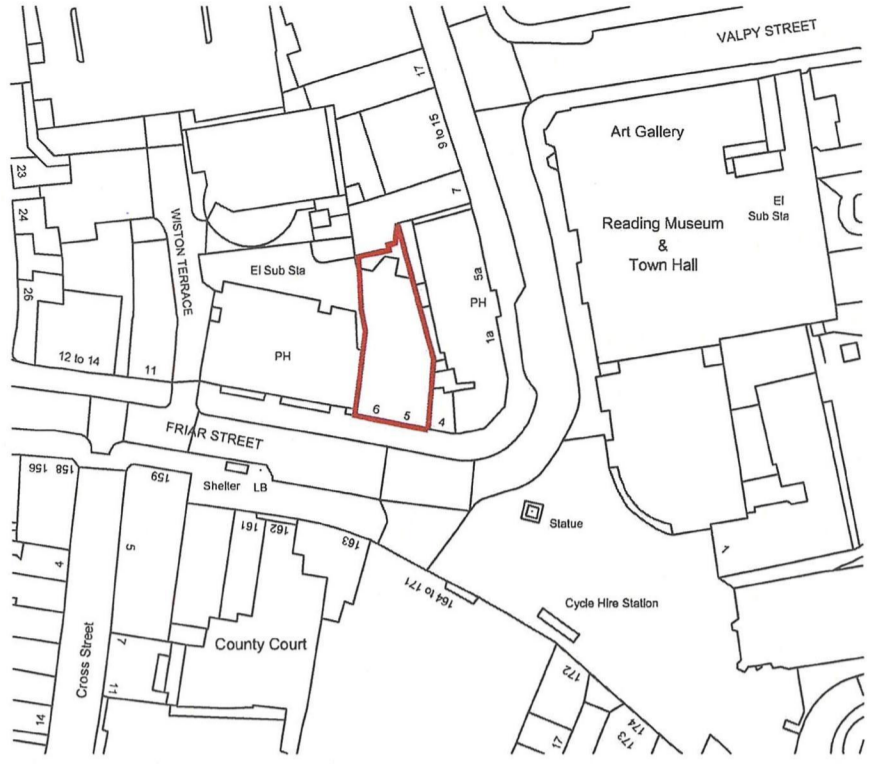 VALPY STREET
17
9 to 15
7
Art Gallery
El
Sub Sta
Reading Museum
&
Town Hall
23
24
26
WISTON TERRACE
El Sub Sta
5a
PH
1a
PH
12 to 14
11
6
5
4
FRIAR STREET
156
158
159
Shelter
LB
161
162
163
164 to 171
Statue
1
5
4
Cycle Hire Station
County Court
7
11
Cross Street
14
172
17
173
174